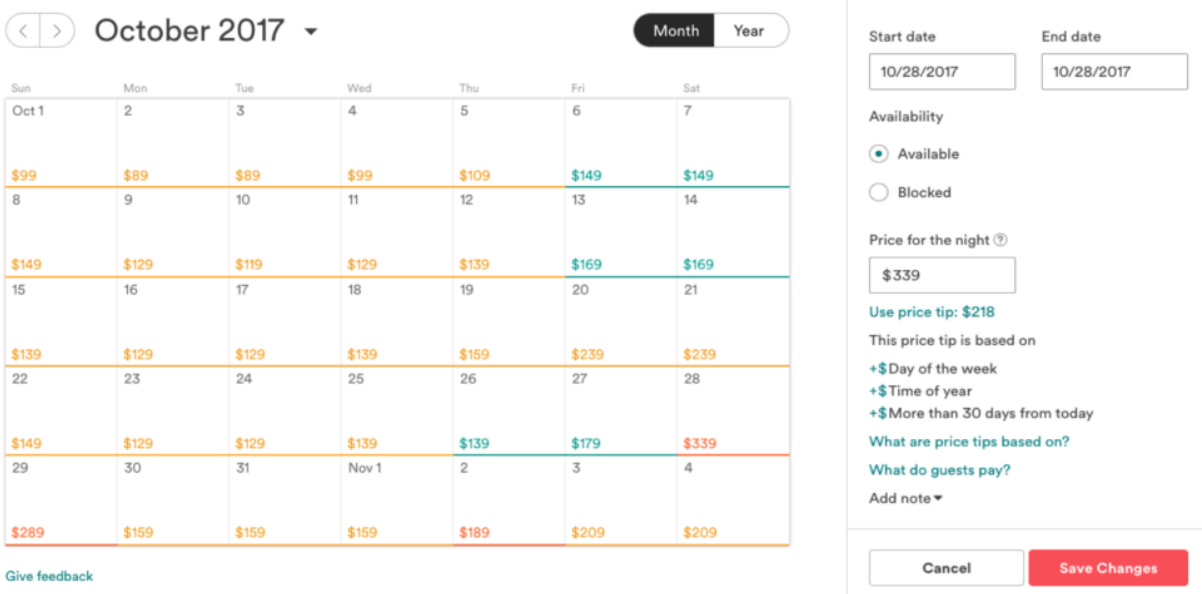 October 2017
Month Year
Sun Mon Tue Wed Thu Fri Sat
Oct 1 2 3 4 5 6 7
$99 $89 $89 $99 $109 $149 $149
8 9 10 11 12 13 14
$149 $129 $119 $129 $139 $169 $169
15 16 17 18 19 20 21
$139 $129 $129 $139 $159 $239 $239
22 23 24 25 26 27 28
$149 $129 $129 $139 $139 $179 $339
29 30 31 Nov 1 2 3 4
$289 $159 $159 $159 $189 $209 $209
Give feedback
Start date End date
10/28/2017 10/28/2017
Availability
Available
Blocked
Price for the night ?
$339
Use price tip: $218
This price tip is based on
+$Day of the week
+$Time of year
+$More than 30 days from today
What are price tips based on?
What do guests pay?
Add note
Cancel Save Changes